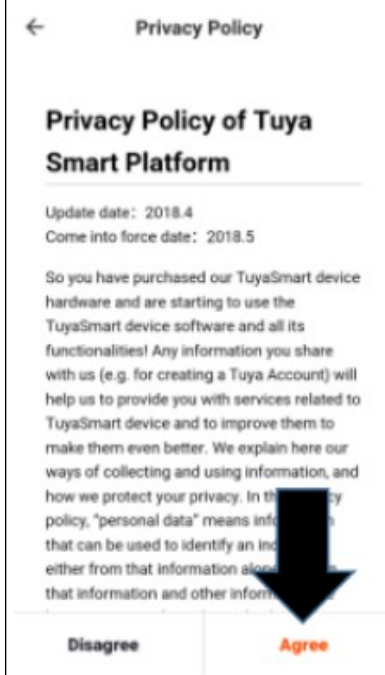 Privacy Policy
Privacy Policy of Tuya
Smart Platform
Update date：2018.4
Come into force date：2018.5
So you have purchased our TuyaSmart device
hardware and are starting to use the
TuyaSmart device software and all its
functionalities! Any information you share
with us (e.g. for creating a Tuya Account) will
help us to provide you with services related to
TuyaSmart device and to improve them to
make them even better. We explain here our
ways of collecting and using information, and
how we protect your privacy. In
policy, "personal data" means
that can be used to identify an
either from that information
that information and other
Disagree
Agree